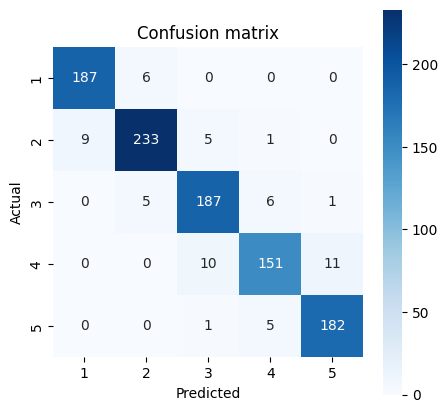 Confusion matrix
Actual
1 187 6 0 0 0
2 9 233 5 1 0
3 0 5 187 6 1
4 0 0 10 151 11
5 0 0 1 5 182
1 2 3 4 5
Predicted
200
150
100
50
0